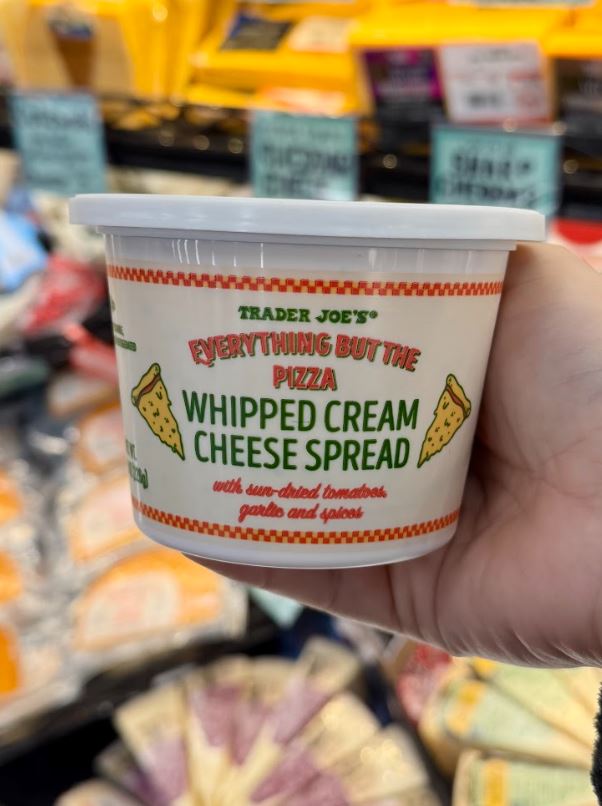 TRADER JOE'S®
EVERYTHING BUT THE
PIZZA
WHIPPED CREAM
CHEESE SPREAD
with sun-dried tomatoes,
garlic and spices